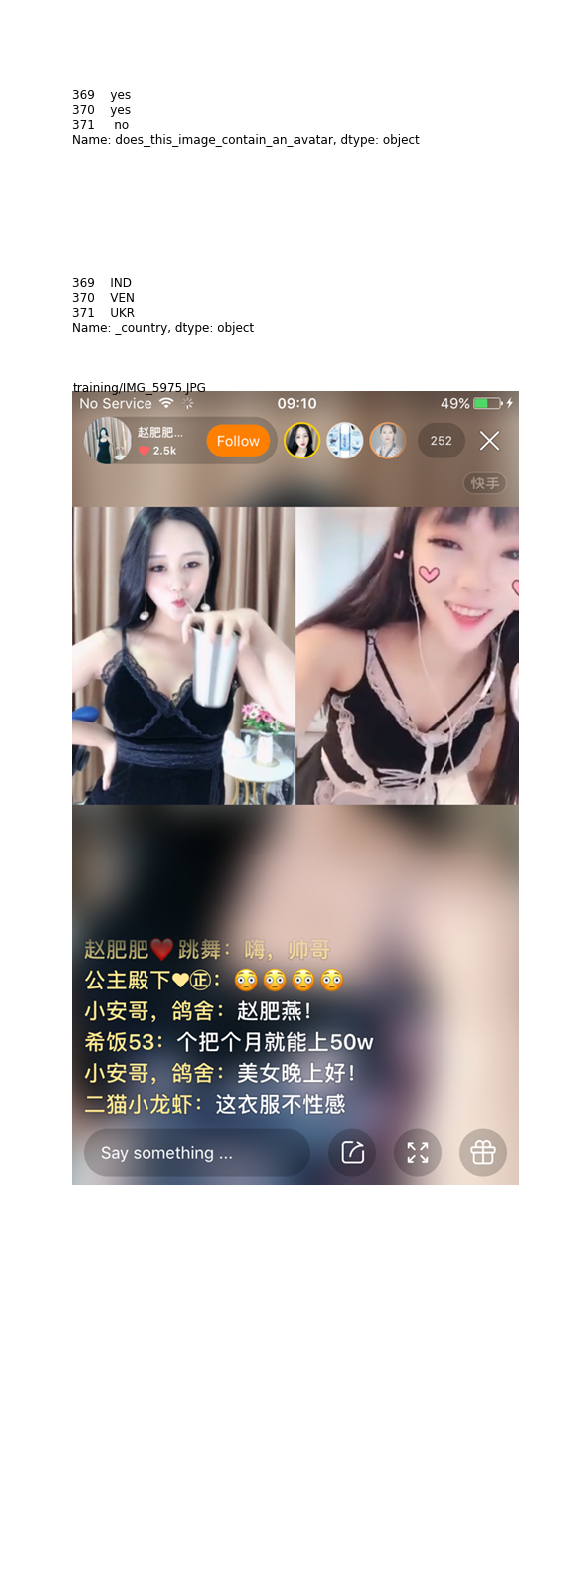 369 yes
370 yes
371 no
Name: does_this_image_contain_an_avatar, dtype: object
369 IND
370 VEN
371 UKR
Name: _country, dtype: object
training/IMG_5975.JPG
No Service 09:10 49%
赵肥肥... Follow 252
2.5k
快手
赵肥肥❤️跳舞：嗨，帅哥
公主殿下❤㊣：😳😳😳😳
小安哥，鸽舍：赵肥燕！
希饭53：个把个月就能上50w
小安哥，鸽舍：美女晚上好！
二猫小龙虾：这衣服不性感
Say something ...